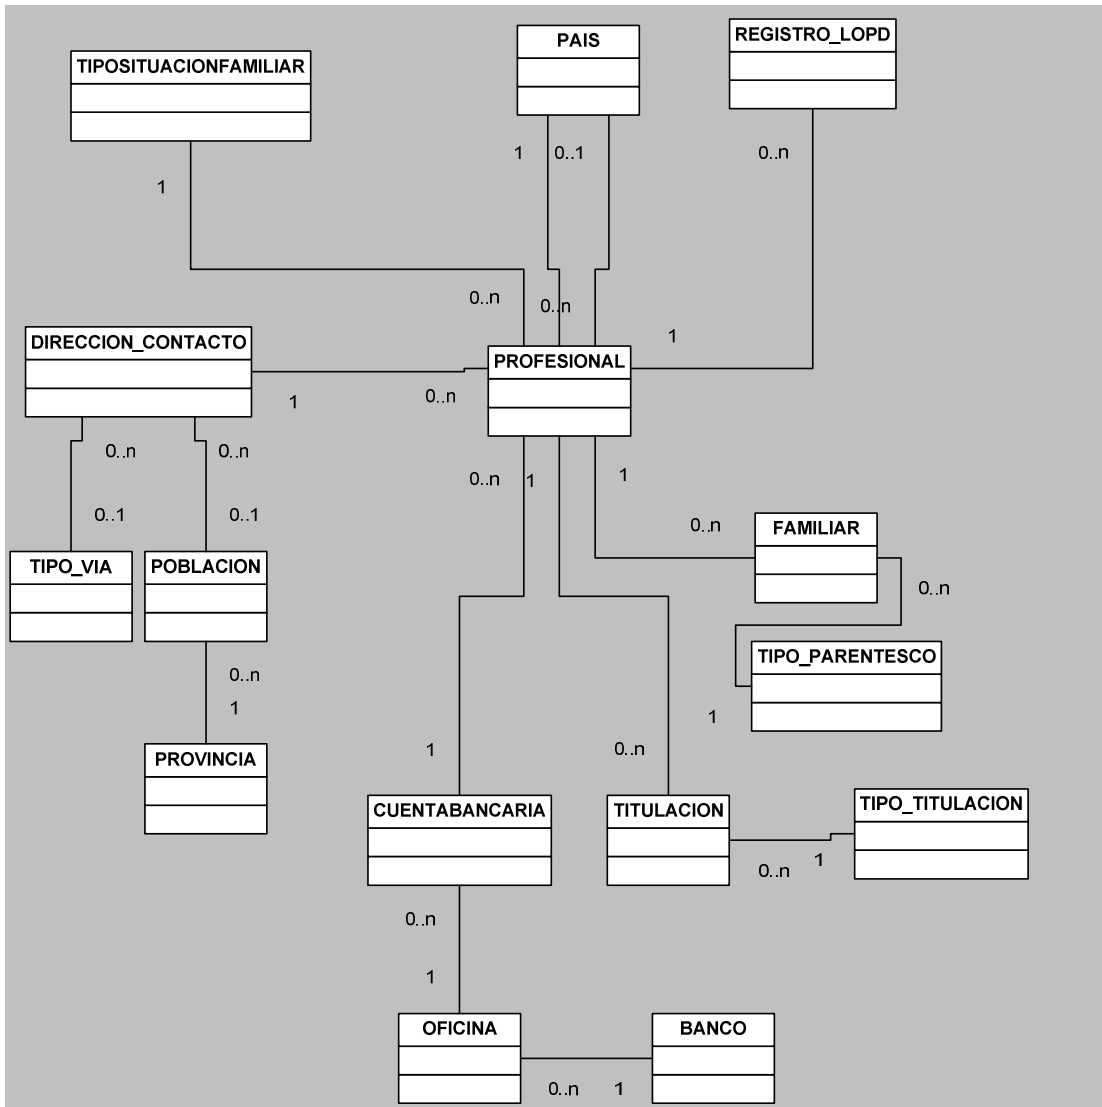 PAIS
REGISTRO_LOPD
TIPOSITUACIONFAMILIAR
1
0..1
0..n
1
0..n
0..n
1
DIRECCION_CONTACTO
PROFESIONAL
1
0..n
0..n
0..n
0..n
1
1
0..1
0..1
0..n
FAMILIAR
TIPO_VIA
POBLACION
0..n
TIPO_PARENTESCO
0..n
1
1
PROVINCIA
1
0..n
CUENTABANCARIA
TITULACION
TIPO_TITULACION
0..n
1
0..n
1
OFICINA
BANCO
0..n
1